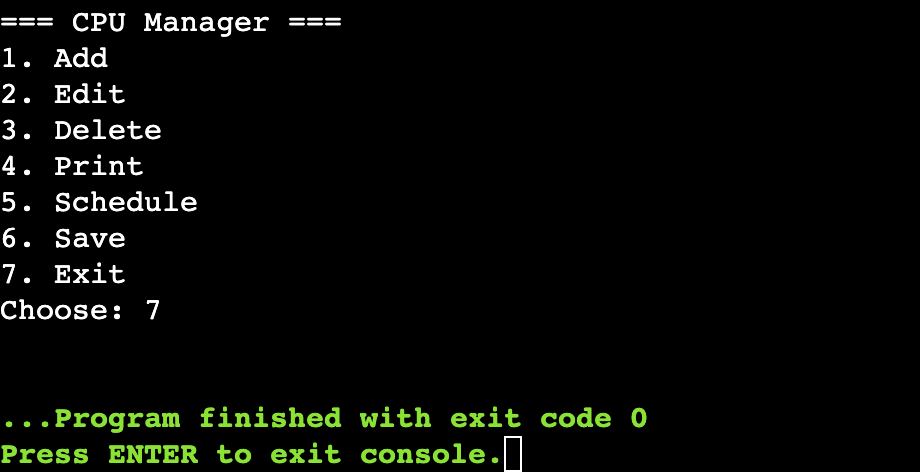 === CPU Manager ===
1. Add
2. Edit
3. Delete
4. Print
5. Schedule
6. Save
7. Exit
Choose: 7
...Program finished with exit code 0
Press ENTER to exit console.